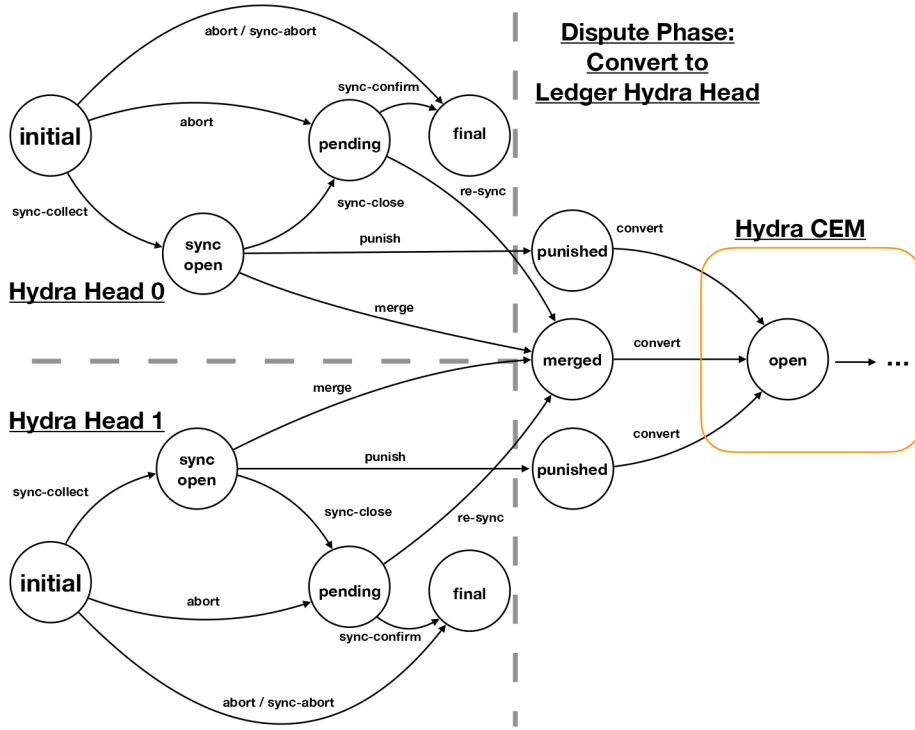 abort / sync-abort
Dispute Phase:
Convert to
Ledger Hydra Head
sync-confirm
initial
abort
pending
final
re-sync
sync-collect
sync-close
sync
open
punish
punished
convert
Hydra CEM
Hydra Head 0
merge
merged
convert
open
...
merge
Hydra Head 1
sync
open
punish
punished
convert
sync-collect
sync-close
re-sync
initial
abort
pending
final
sync-confirm
abort / sync-abort